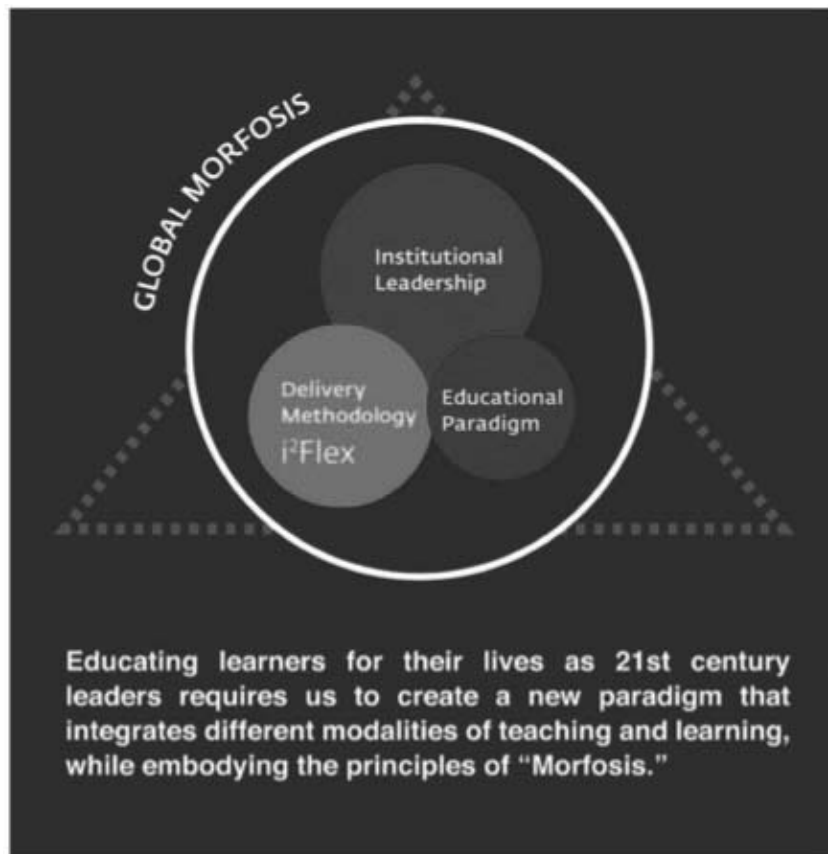 GLOBAL MORFOSIS
Institutional
Leadership
Delivery
Methodology
i²Flex
Educational
Paradigm
Educating learners for their lives as 21st century
leaders requires us to create a new paradigm that
integrates different modalities of teaching and learning,
while embodying the principles of “Morfosis.”